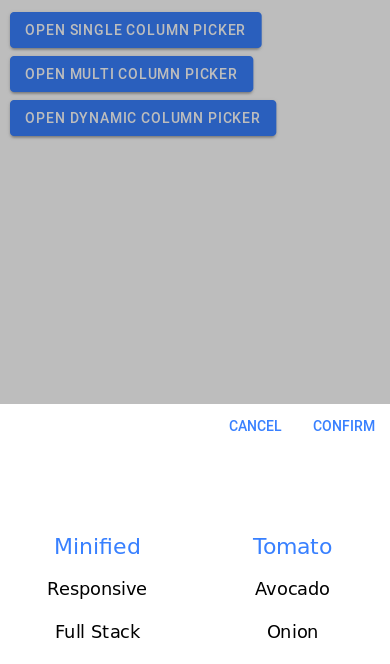 OPEN SINGLE COLUMN PICKER
OPEN MULTI COLUMN PICKER
OPEN DYNAMIC COLUMN PICKER
CANCEL CONFIRM
Minified Tomato
Responsive Avocado
Full Stack Onion